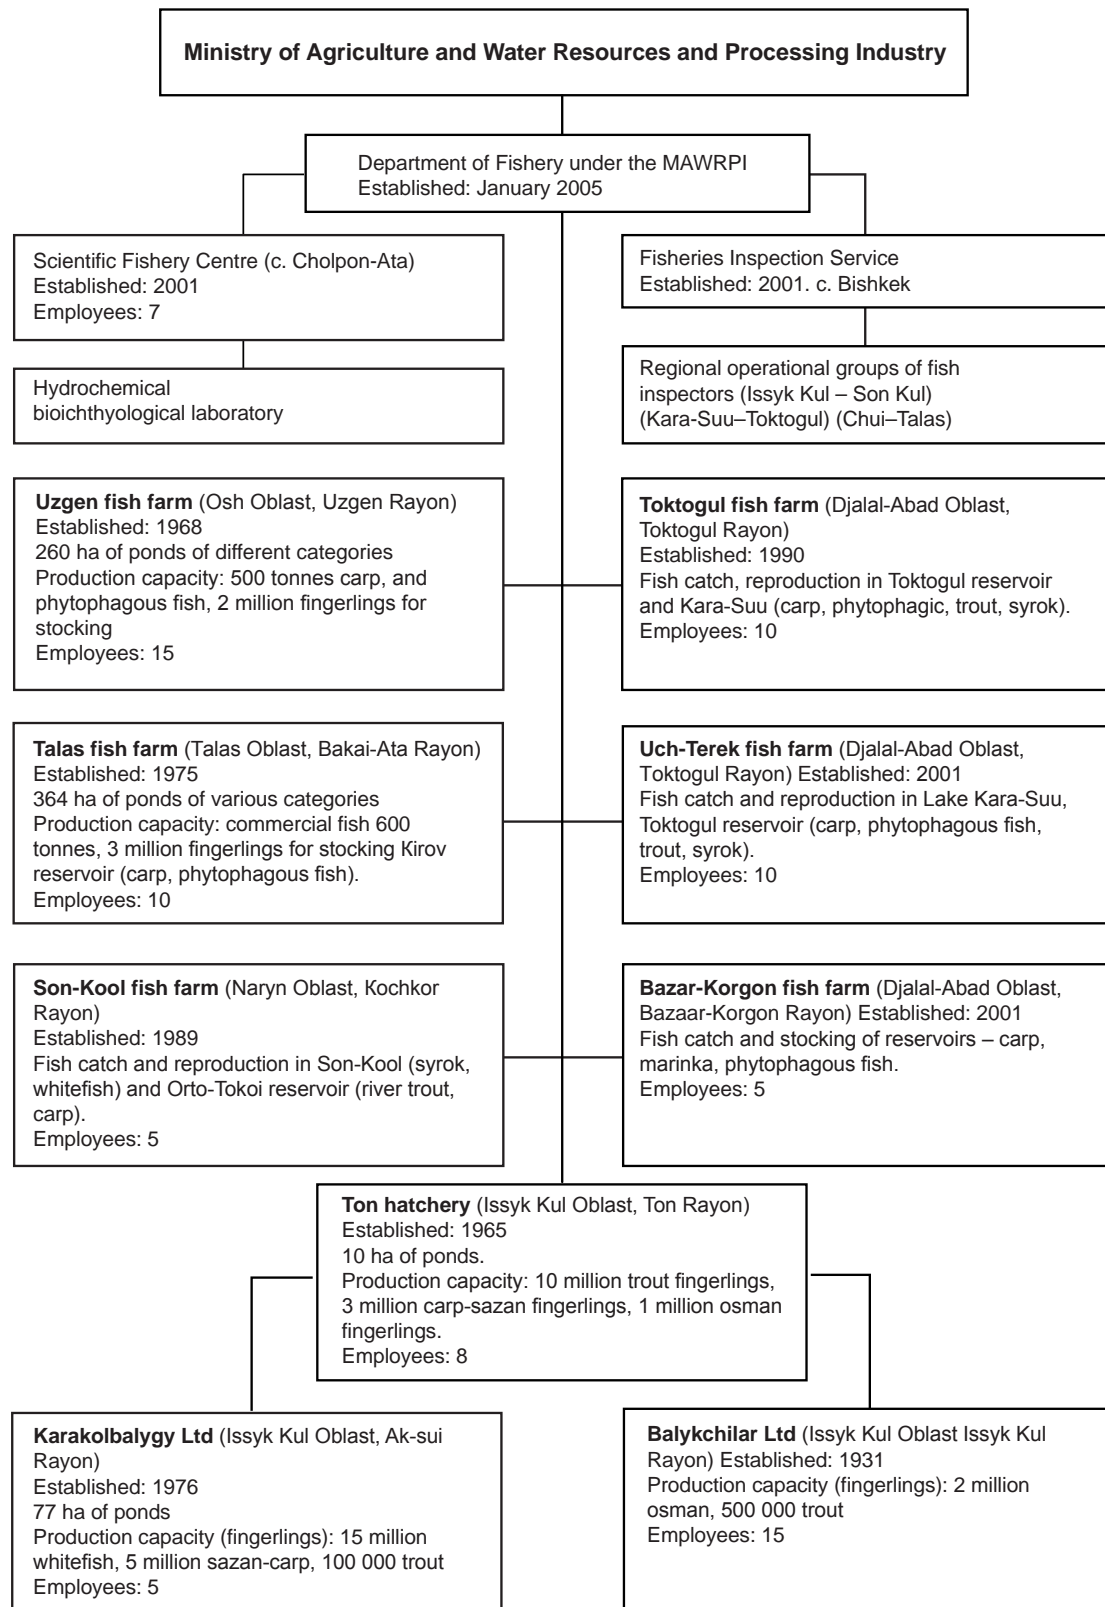 Ministry of Agriculture and Water Resources and Processing Industry
Department of Fishery under the MAWRPI
Established: January 2005
Scientific Fishery Centre (c. Cholpon-Ata)
Established: 2001
Employees: 7
Fisheries Inspection Service
Established: 2001. c. Bishkek
Hydrochemical
bioichthyological laboratory
Regional operational groups of fish
inspectors (Issyk Kul – Son Kul)
(Kara-Suu–Toktogul) (Chui–Talas)
Uzgen fish farm (Osh Oblast, Uzgen Rayon)
Established: 1968
260 ha of ponds of different categories
Production capacity: 500 tonnes carp, and
phytophagous fish, 2 million fingerlings for
stocking
Employees: 15
Toktogul fish farm (Djalal-Abad Oblast,
Toktogul Rayon)
Established: 1990
Fish catch, reproduction in Toktogul reservoir
and Kara-Suu (carp, phytophagic, trout, syrok).
Employees: 10
Talas fish farm (Talas Oblast, Bakai-Ata Rayon)
Established: 1975
364 ha of ponds of various categories
Production capacity: commercial fish 600
tonnes, 3 million fingerlings for stocking Kirov
reservoir (carp, phytophagous fish).
Employees: 10
Uch-Terek fish farm (Djalal-Abad Oblast,
Toktogul Rayon) Established: 2001
Fish catch and reproduction in Lake Kara-Suu,
Toktogul reservoir (carp, phytophagous fish,
trout, syrok).
Employees: 10
Son-Kool fish farm (Naryn Oblast, Kochkor
Rayon)
Established: 1989
Fish catch and reproduction in Son-Kool (syrok,
whitefish) and Orto-Tokoi reservoir (river trout,
carp).
Employees: 5
Bazar-Korgon fish farm (Djalal-Abad Oblast,
Bazaar-Korgon Rayon) Established: 2001
Fish catch and stocking of reservoirs – carp,
marinka, phytophagous fish.
Employees: 5
Ton hatchery (Issyk Kul Oblast, Ton Rayon)
Established: 1965
10 ha of ponds.
Production capacity: 10 million trout fingerlings,
3 million carp-sazan fingerlings, 1 million osman
fingerlings.
Employees: 8
Karakolbalygy Ltd (Issyk Kul Oblast, Ak-sui
Rayon)
Established: 1976
77 ha of ponds
Production capacity (fingerlings): 15 million
whitefish, 5 million sazan-carp, 100 000 trout
Employees: 5
Balykchilar Ltd (Issyk Kul Oblast Issyk Kul
Rayon) Established: 1931
Production capacity (fingerlings): 2 million
osman, 500 000 trout
Employees: 15